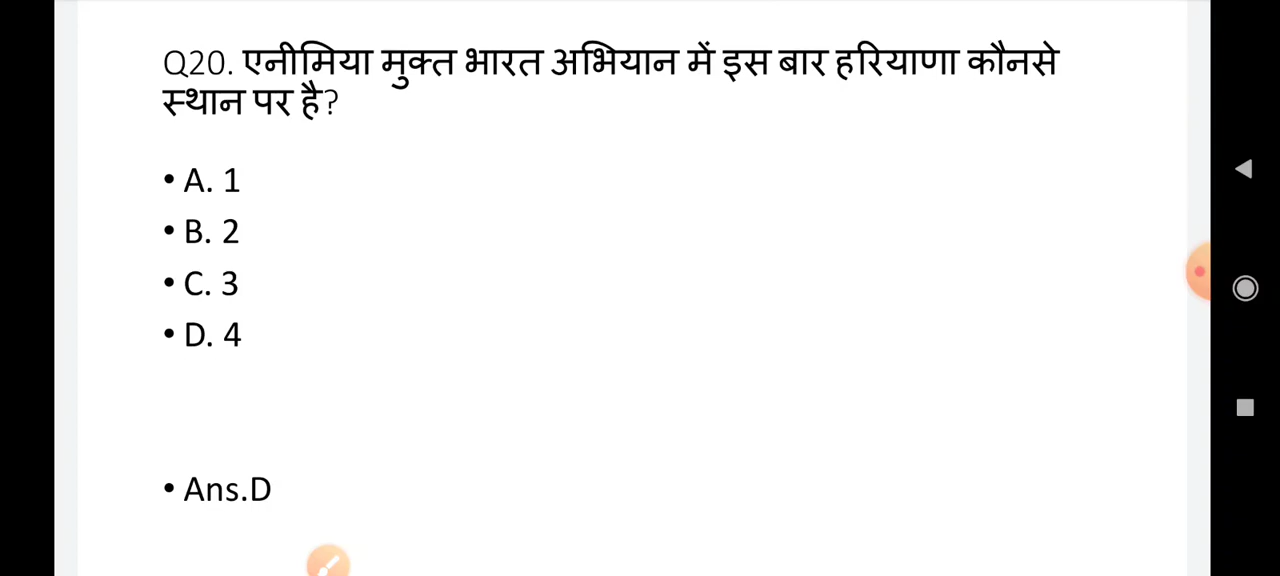 Q20. एनीमिया मुक्त भारत अभियान में इस बार हरियाणा कौनसे
स्थान पर है?
• A. 1
• B. 2
• C. 3
• D. 4
• Ans.D